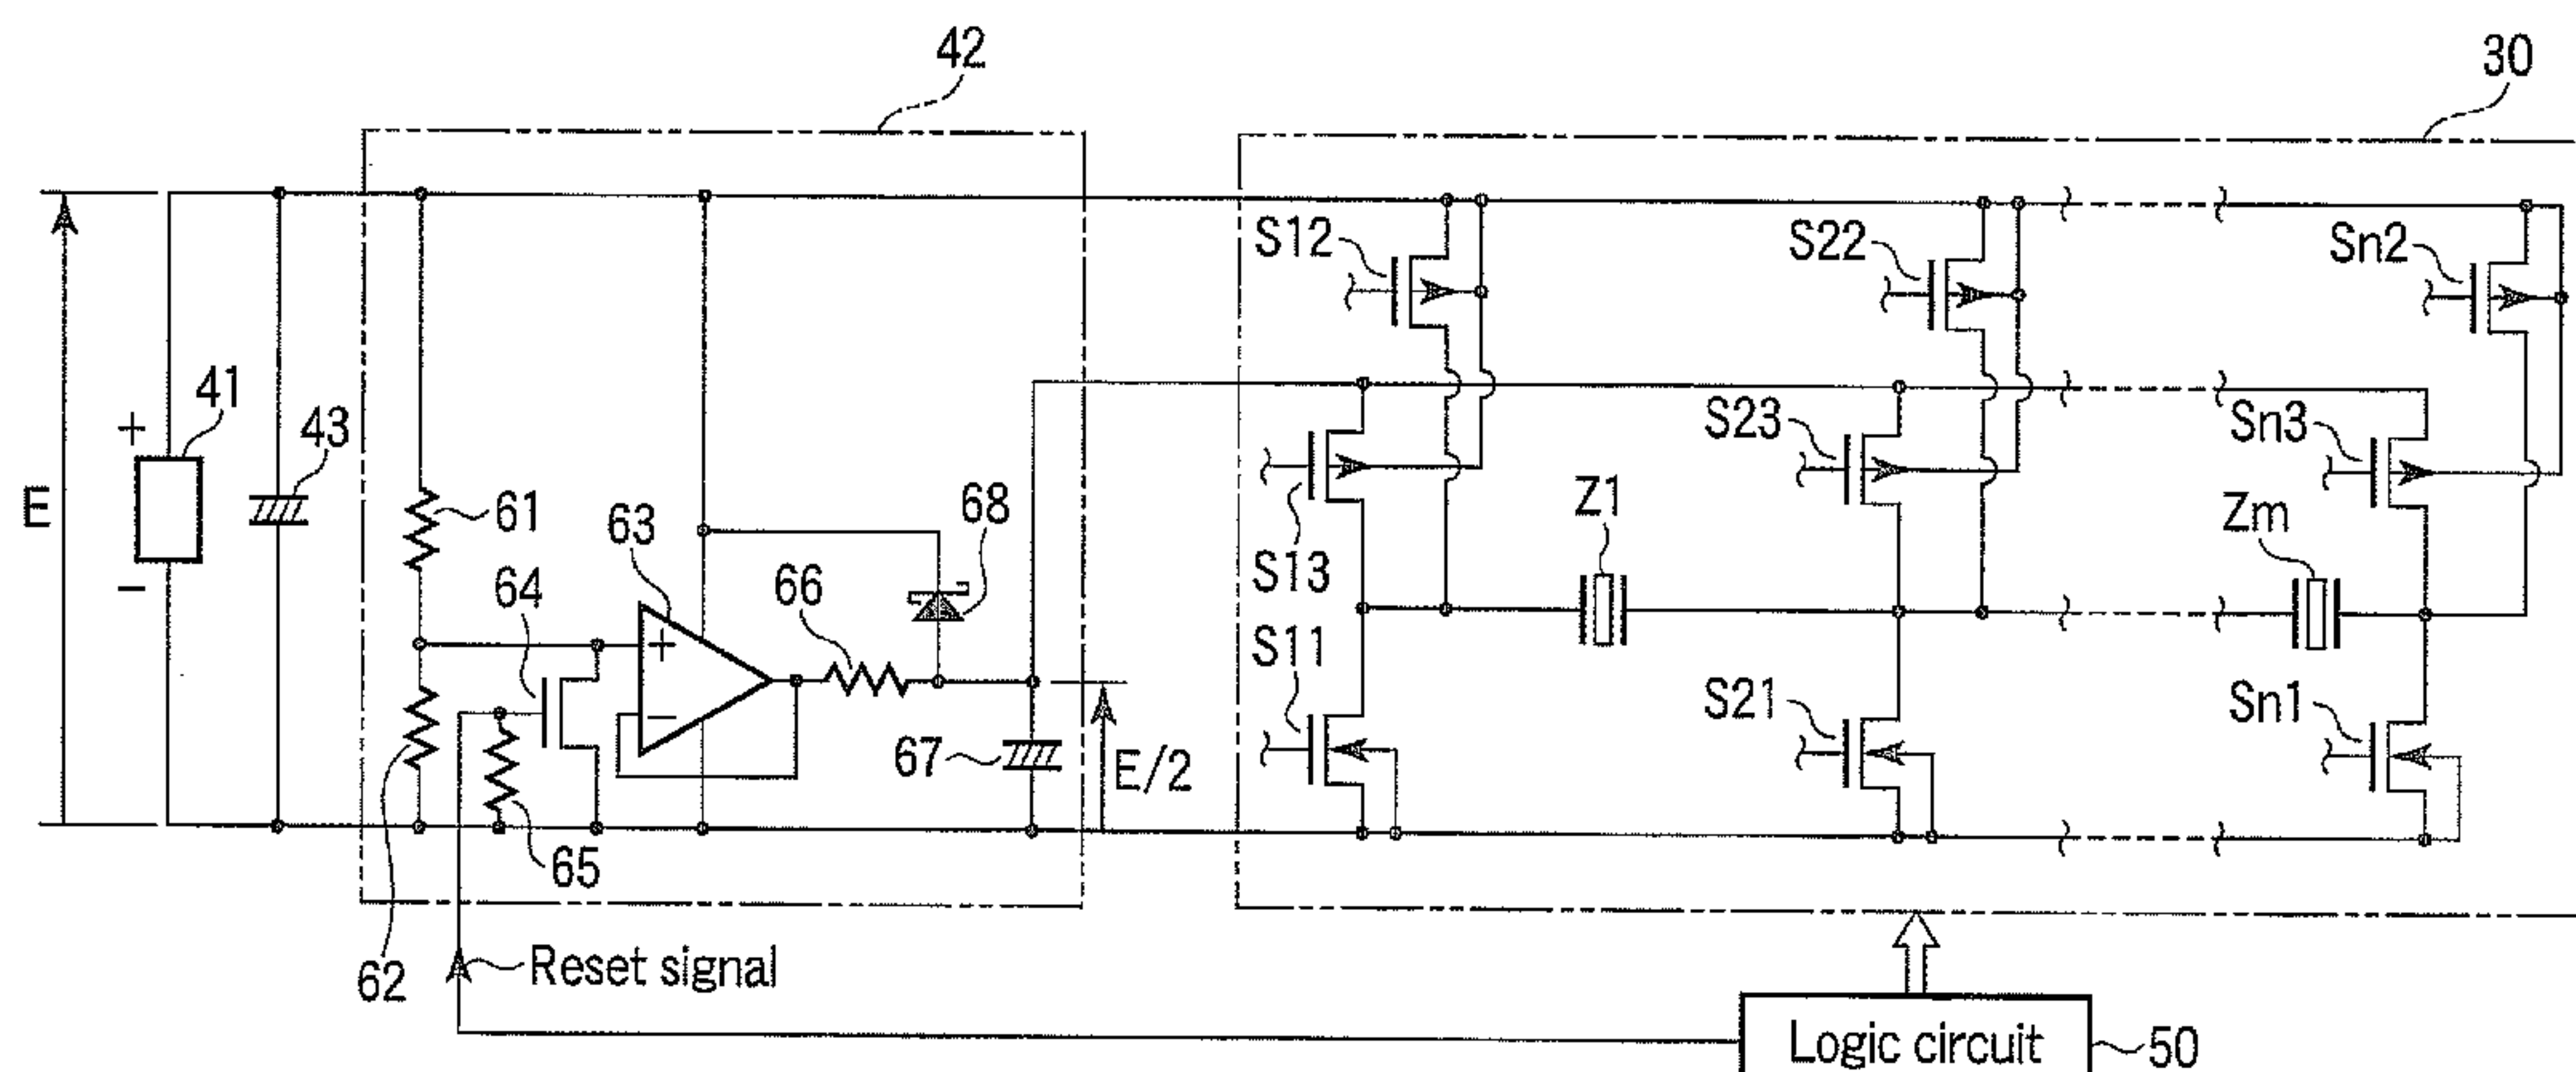 42
30
S12
S22
Sn2
+
41
43
S23
Sn3
E
61
63
68
Z1
Zm
−
64
66
S13
+
S11
−
67
E/2
S21
Sn1
65
62
Reset signal
Logic circuit
50